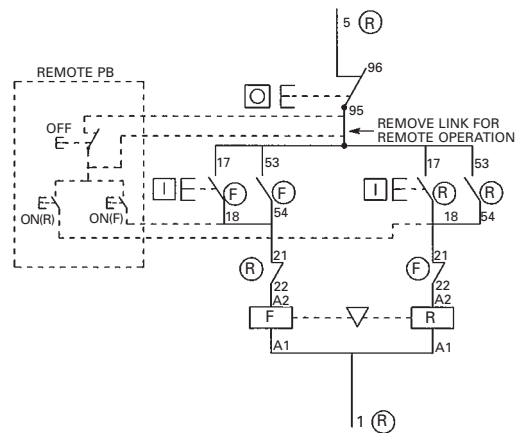 5 (R)
REMOTE PB
96
O
95
REMOVE LINK FOR
REMOTE OPERATION
OFF
17 53 17 53
I F F I R R
ON(R) ON(F) 18 54 18 54
R 21 F 21
22 22
A2 A2
F R
A1 A1
1 (R)